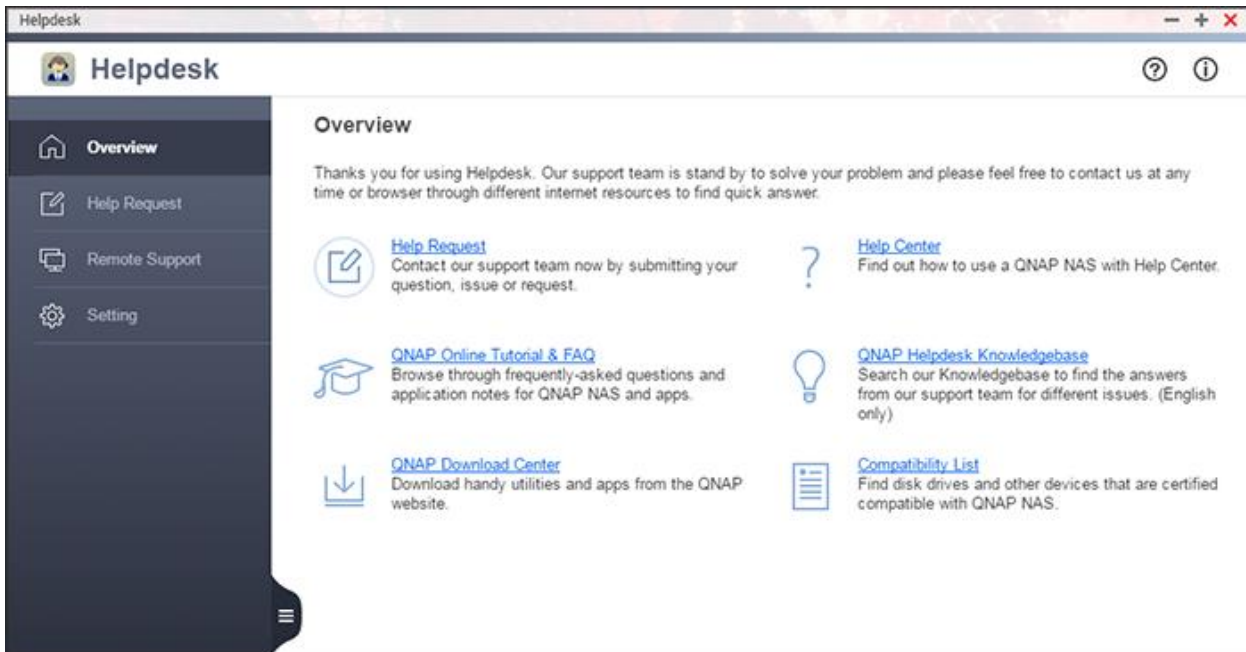 Helpdesk
Helpdesk
Overview
Help Request
Remote Support
Setting
Overview
Thanks you for using Helpdesk. Our support team is stand by to solve your problem and please feel free to contact us at any
time or browser through different internet resources to find quick answer.
Help Request
Contact our support team now by submitting your
question, issue or request.
Help Center
Find out how to use a QNAP NAS with Help Center.
QNAP Online Tutorial & FAQ
Browse through frequently-asked questions and
application notes for QNAP NAS and apps.
QNAP Helpdesk Knowledgebase
Search our Knowledgebase to find the answers
from our support team for different issues. (English
only)
QNAP Download Center
Download handy utilities and apps from the QNAP
website.
Compatibility List
Find disk drives and other devices that are certified
compatible with QNAP NAS.